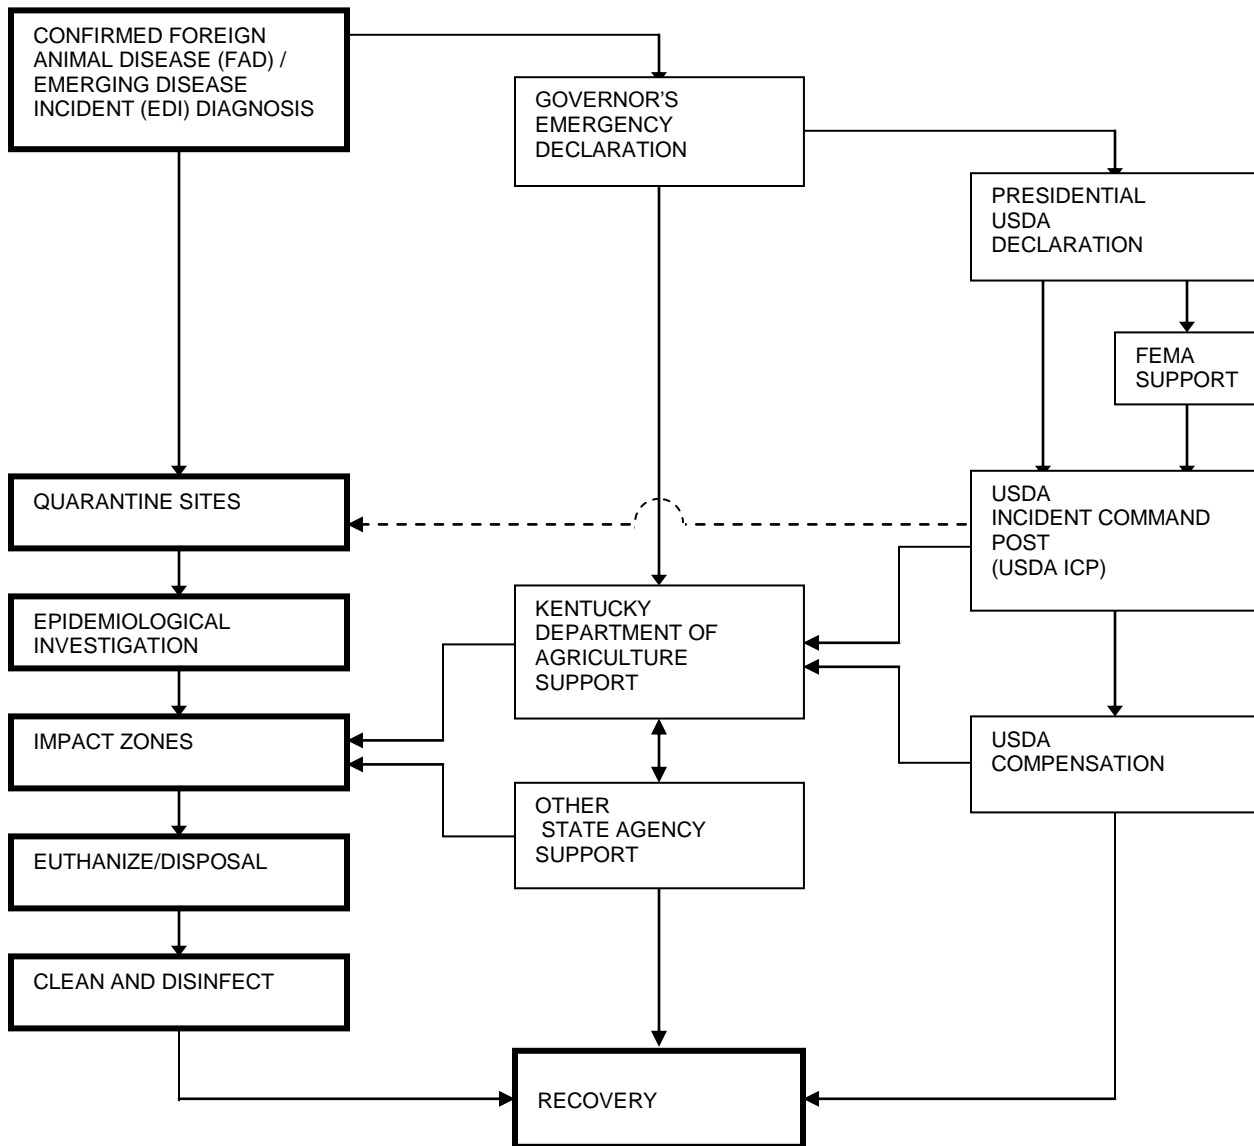 CONFIRMED FOREIGN
ANIMAL DISEASE (FAD) /
EMERGING DISEASE
INCIDENT (EDI) DIAGNOSIS
GOVERNOR’S
EMERGENCY
DECLARATION
PRESIDENTIAL
USDA
DECLARATION
FEMA
SUPPORT
QUARANTINE SITES
USDA
INCIDENT COMMAND
POST
(USDA ICP)
EPIDEMIOLOGICAL
INVESTIGATION
KENTUCKY
DEPARTMENT OF
AGRICULTURE
SUPPORT
IMPACT ZONES
USDA
COMPENSATION
OTHER
STATE AGENCY
SUPPORT
EUTHANIZE/DISPOSAL
CLEAN AND DISINFECT
RECOVERY